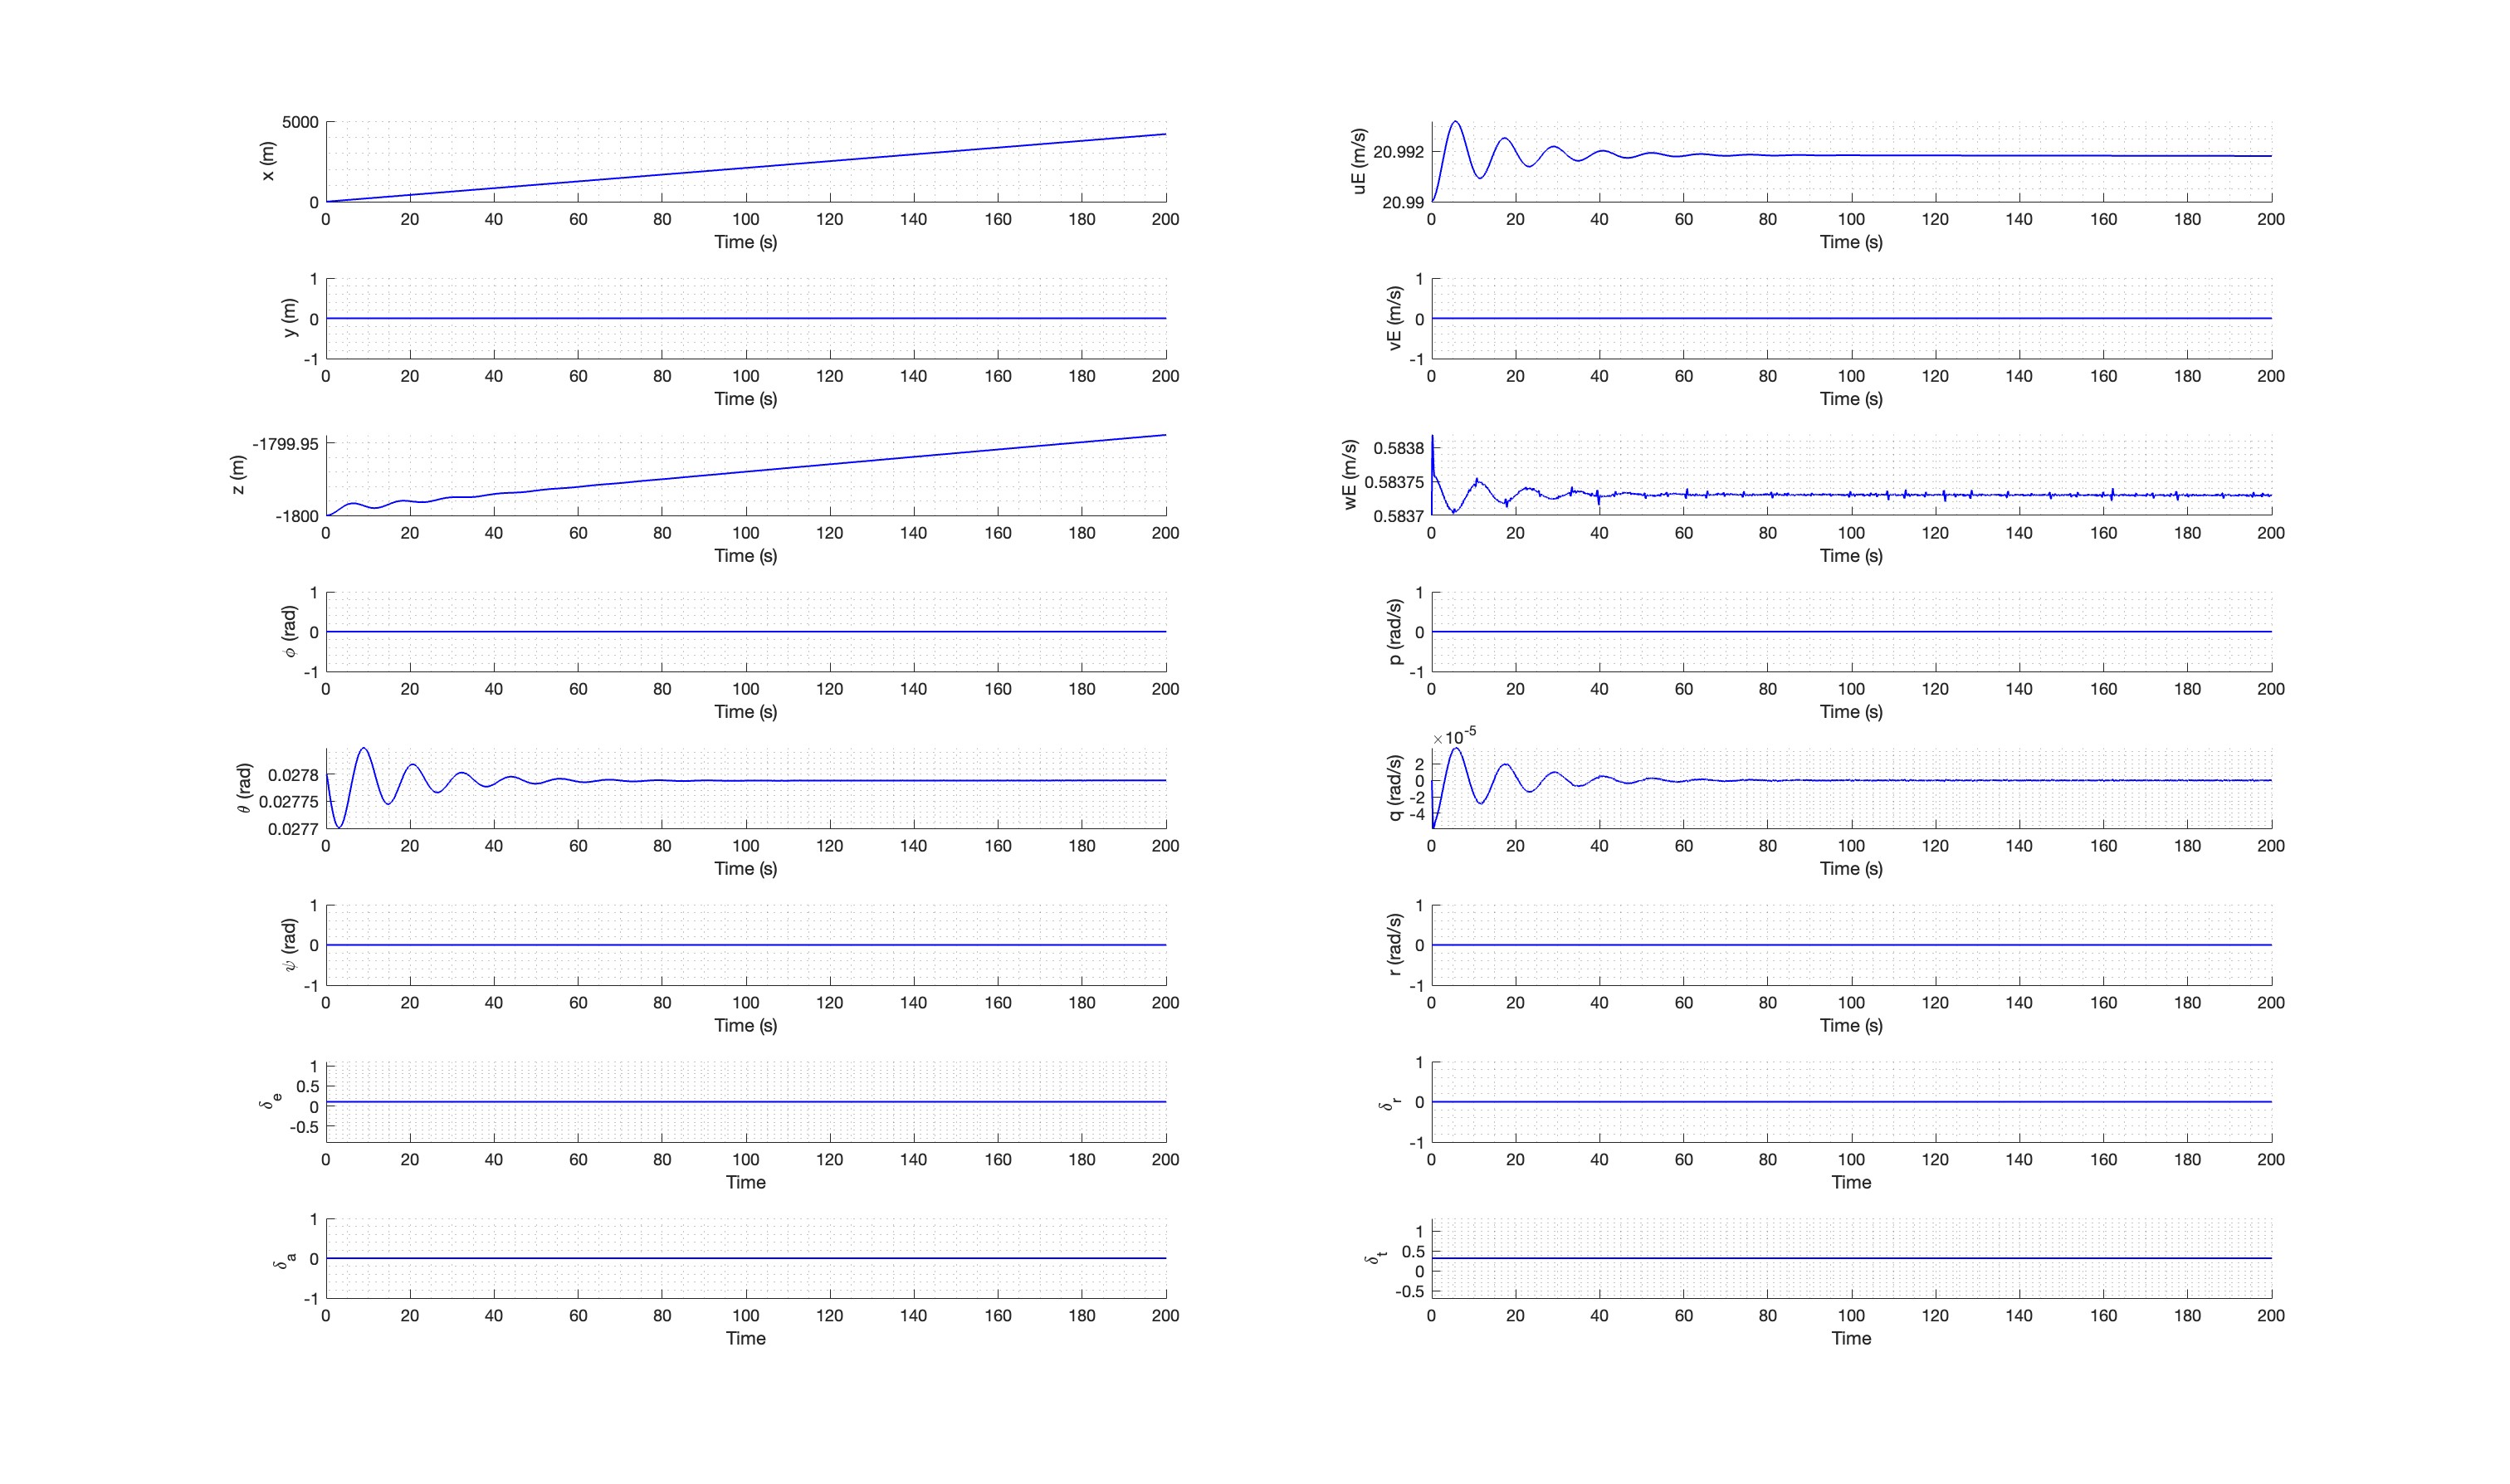 5000
0
x (m)
0 20 40 60 80 100 120 140 160 180 200
Time (s)
20.992
20.99
uE (m/s)
0 20 40 60 80 100 120 140 160 180 200
Time (s)
1
0
-1
y (m)
0 20 40 60 80 100 120 140 160 180 200
Time (s)
1
0
-1
vE (m/s)
0 20 40 60 80 100 120 140 160 180 200
Time (s)
-1799.95
-1800
z (m)
0 20 40 60 80 100 120 140 160 180 200
Time (s)
0.5838
0.58375
0.5837
wE (m/s)
0 20 40 60 80 100 120 140 160 180 200
Time (s)
1
0
-1
ϕ (rad)
0 20 40 60 80 100 120 140 160 180 200
Time (s)
1
0
-1
p (rad/s)
0 20 40 60 80 100 120 140 160 180 200
Time (s)
0.0278
0.02775
0.0277
θ (rad)
0 20 40 60 80 100 120 140 160 180 200
Time (s)
×10⁻⁵
2
0
-2
-4
q (rad/s)
0 20 40 60 80 100 120 140 160 180 200
Time (s)
1
0
-1
ψ (rad)
0 20 40 60 80 100 120 140 160 180 200
Time (s)
1
0
-1
r (rad/s)
0 20 40 60 80 100 120 140 160 180 200
Time (s)
1
0.5
0
-0.5
δe
0 20 40 60 80 100 120 140 160 180 200
Time
1
0
-1
δr
0 20 40 60 80 100 120 140 160 180 200
Time
1
0
-1
δa
0 20 40 60 80 100 120 140 160 180 200
Time
1
0.5
0
-0.5
δt
0 20 40 60 80 100 120 140 160 180 200
Time